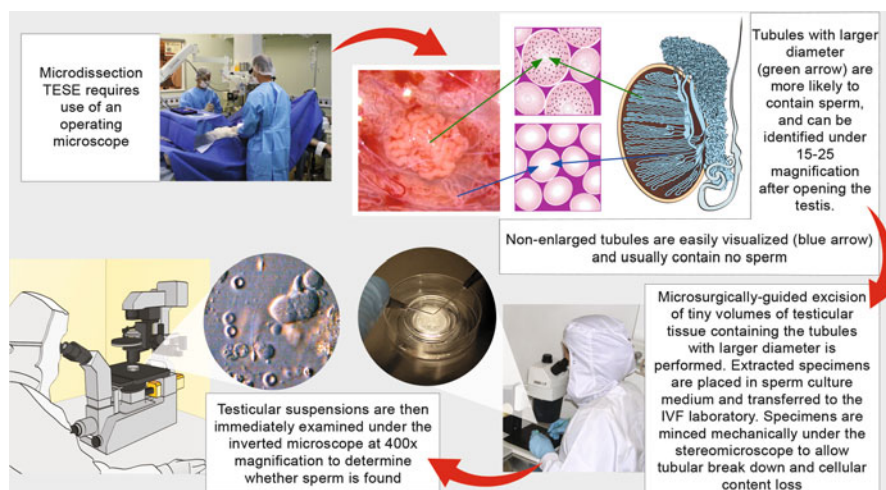 Microdissection
TESE requires
use of an
operating
microscope
Tubules with larger
diameter
(green arrow) are
more likely to
contain sperm,
and can be
identified under
15-25
magnification
after opening the
testis.
Non-enlarged tubules are easily visualized (blue arrow)
and usually contain no sperm
Microsurgically-guided excision
of tiny volumes of testicular
tissue containing the tubules
with larger diameter is
performed. Extracted specimens
are placed in sperm culture
medium and transferred to the
IVF laboratory. Specimens are
minced mechanically under the
stereomicroscope to allow
tubular break down and cellular
content loss
Testicular suspensions are then
immediately examined under the
inverted microscope at 400x
magnification to determine
whether sperm is found